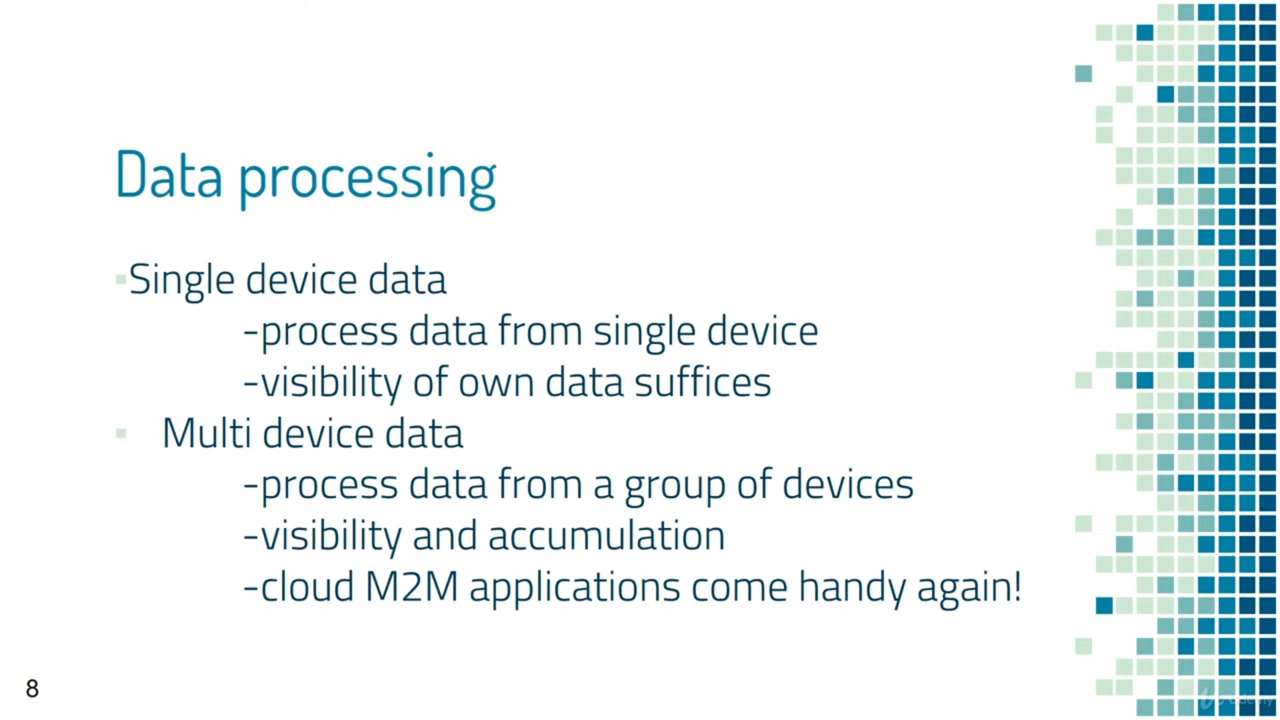 Data processing
▪Single device data
-process data from single device
-visibility of own data suffices
▪ Multi device data
-process data from a group of devices
-visibility and accumulation
-cloud M2M applications come handy again!
8
Udemy